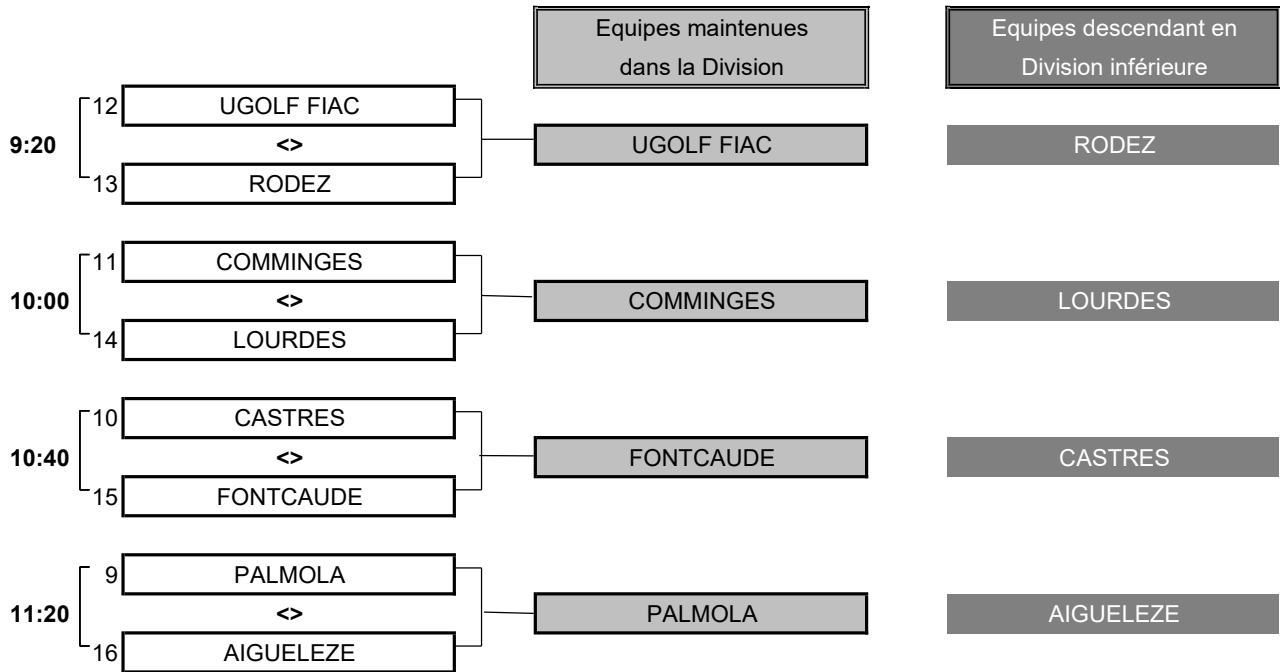 Equipes maintenues
dans la Division
Equipes descendant en
Division inférieure
12 UGOLF FIAC
9:20 <> UGOLF FIAC RODEZ
13 RODEZ
11 COMMINGES
10:00 <> COMMINGES LOURDES
14 LOURDES
10 CASTRES
10:40 <> FONTCAUDE CASTRES
15 FONTCAUDE
9 PALMOLA
11:20 <> PALMOLA AIGUELEZE
16 AIGUELEZE